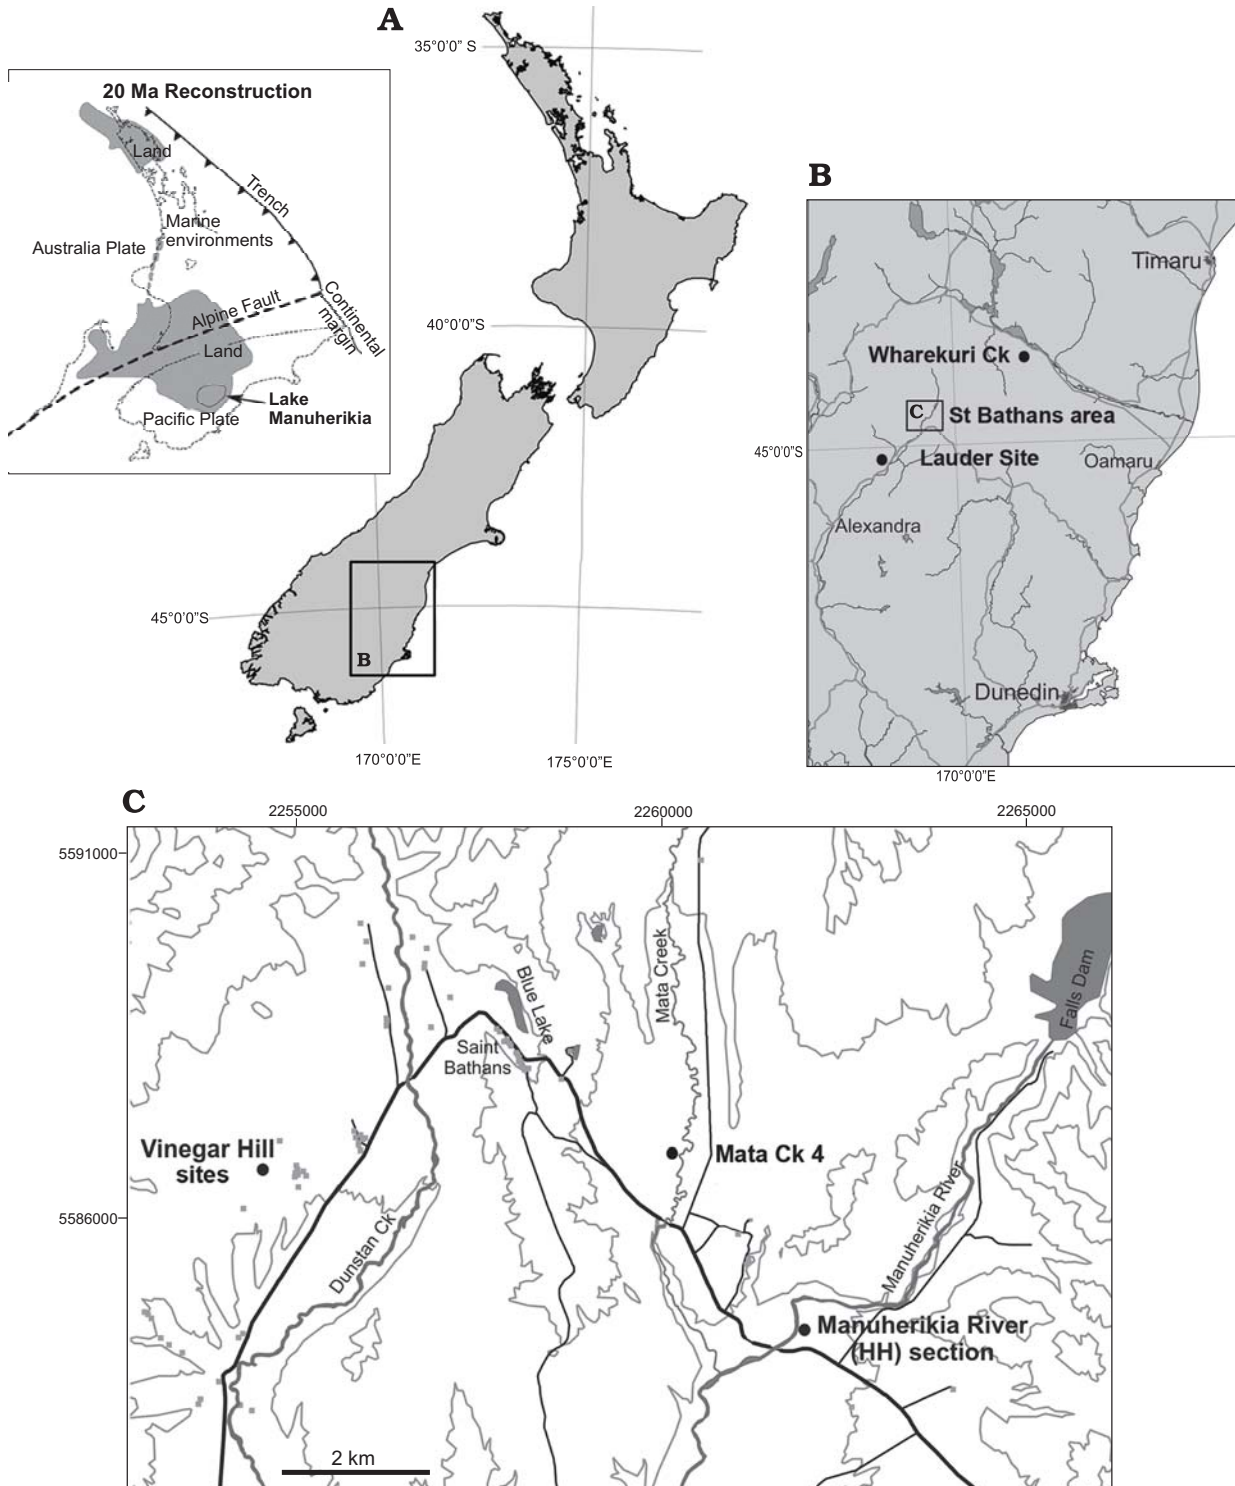 A
35°0'0" S
20 Ma Reconstruction
Land
Trench
Marine
environments
Australia Plate
Alpine Fault
Continental
margin
Land
Lake
Manuherikia
Pacific Plate
40°0'0"S
45°0'0"S
B
170°0'0"E
175°0'0"E
B
Timaru
Wharekuri Ck
C
St Bathans area
45°0'0"S
Lauder Site
Oamaru
Alexandra
Dunedin
170°0'0"E
C
2255000
2260000
2265000
5591000
Mata Creek
Blue Lake
Falls Dam
Saint
Bathans
Vinegar Hill
sites
Mata Ck 4
5586000
Dunstan Ck
Manuherikia River
Manuherikia River
(HH) section
2 km